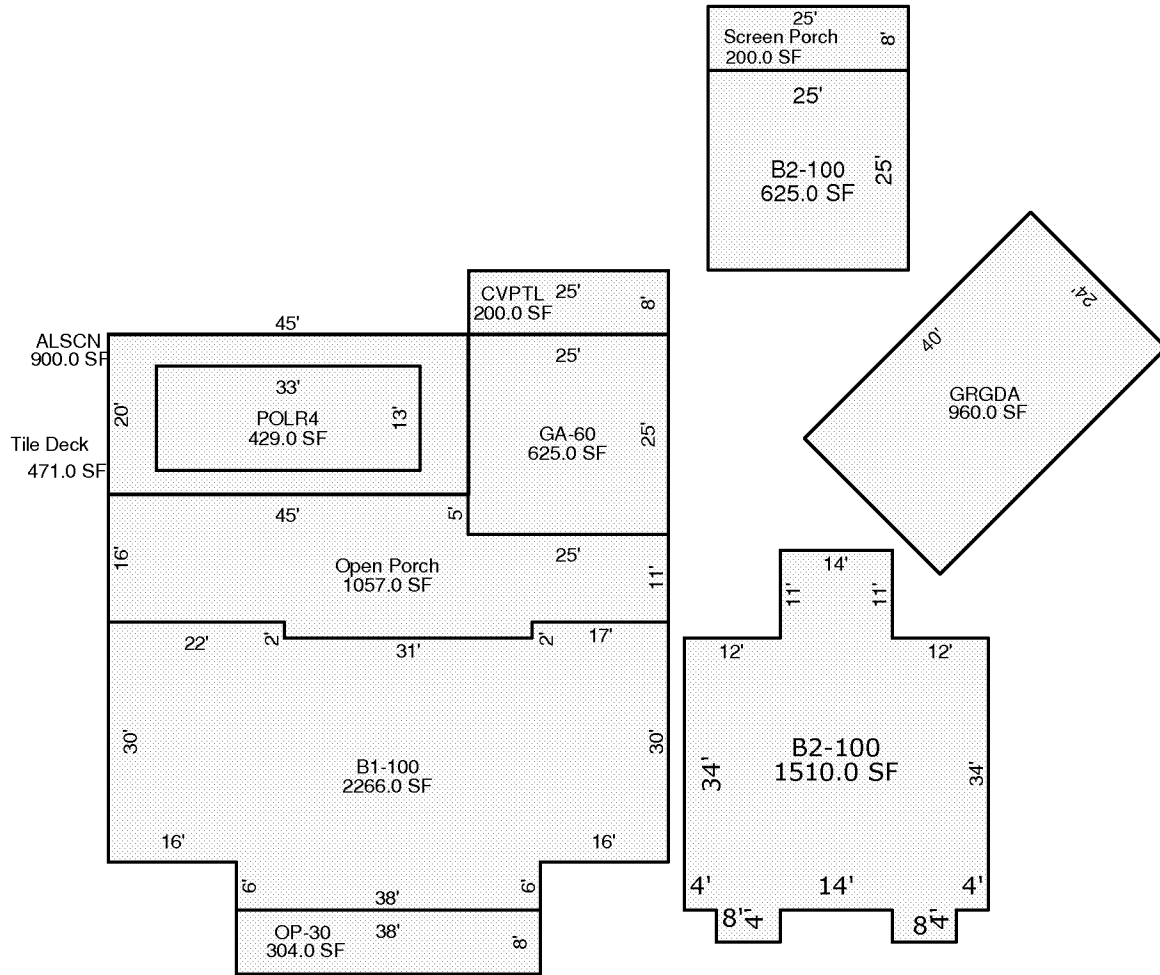 25'
Screen Porch
8'
200.0 SF
25'
B2-100
25'
625.0 SF
CVPTL
25'
8'
200.0 SF
45'
ALSCN
900.0 SF
25'
33'
20'
POLR4
13'
429.0 SF
GA-60
25'
625.0 SF
Tile Deck
471.0 SF
24'
40'
GRGDA
960.0 SF
45'
5'
16'
Open Porch
1057.0 SF
25'
11'
22'
2'
31'
2'
17'
30'
30'
B1-100
2266.0 SF
16'
16'
6'
38'
6'
OP-30
38'
8'
304.0 SF
14'
11'
11'
12'
12'
B2-100
1510.0 SF
34'
34'
4'
14'
4'
8'
4'
8'
4'